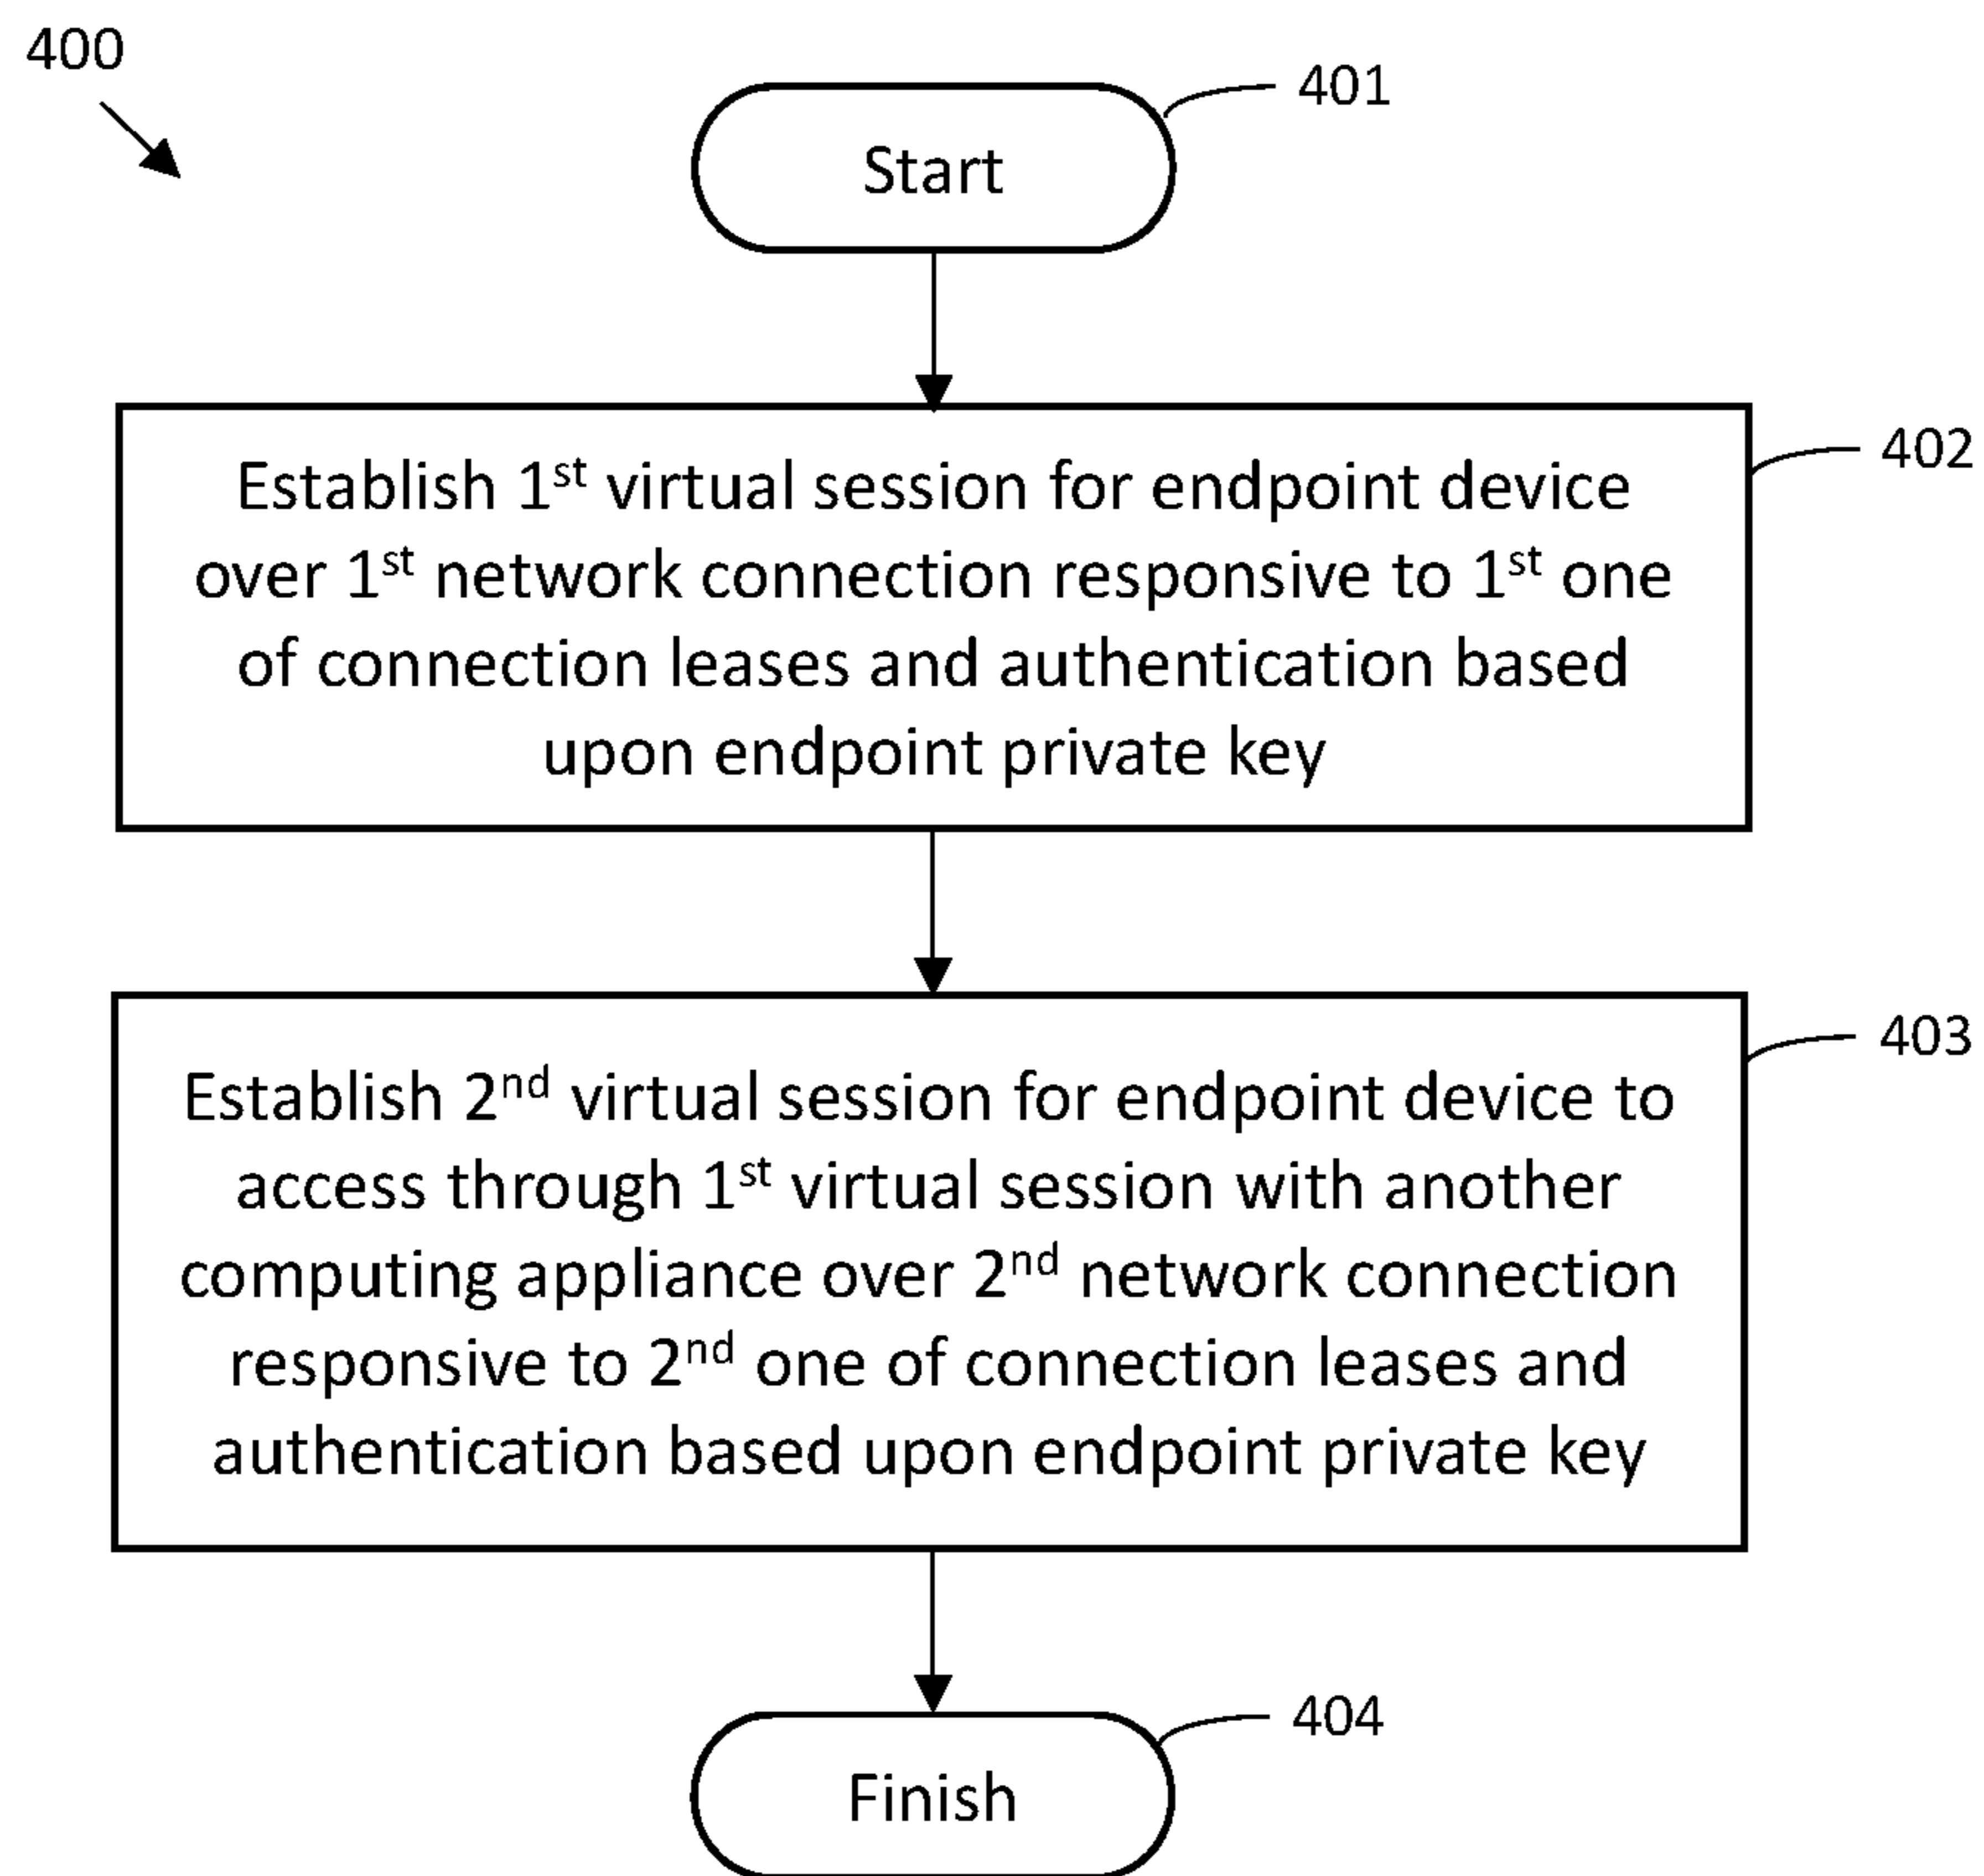 400
401
Start
402
Establish 1st virtual session for endpoint device
over 1st network connection responsive to 1st one
of connection leases and authentication based
upon endpoint private key
403
Establish 2nd virtual session for endpoint device to
access through 1st virtual session with another
computing appliance over 2nd network connection
responsive to 2nd one of connection leases and
authentication based upon endpoint private key
404
Finish